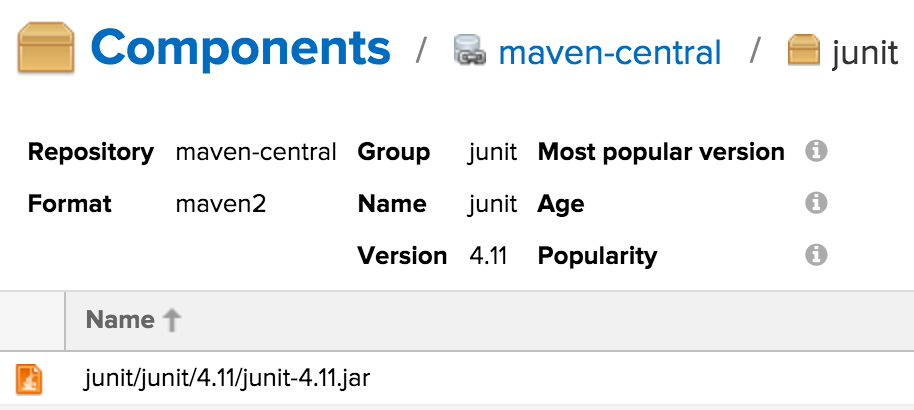 Components / maven-central / junit
Repository maven-central Group junit Most popular version
Format maven2 Name junit Age
Version 4.11 Popularity
Name
junit/junit/4.11/junit-4.11.jar